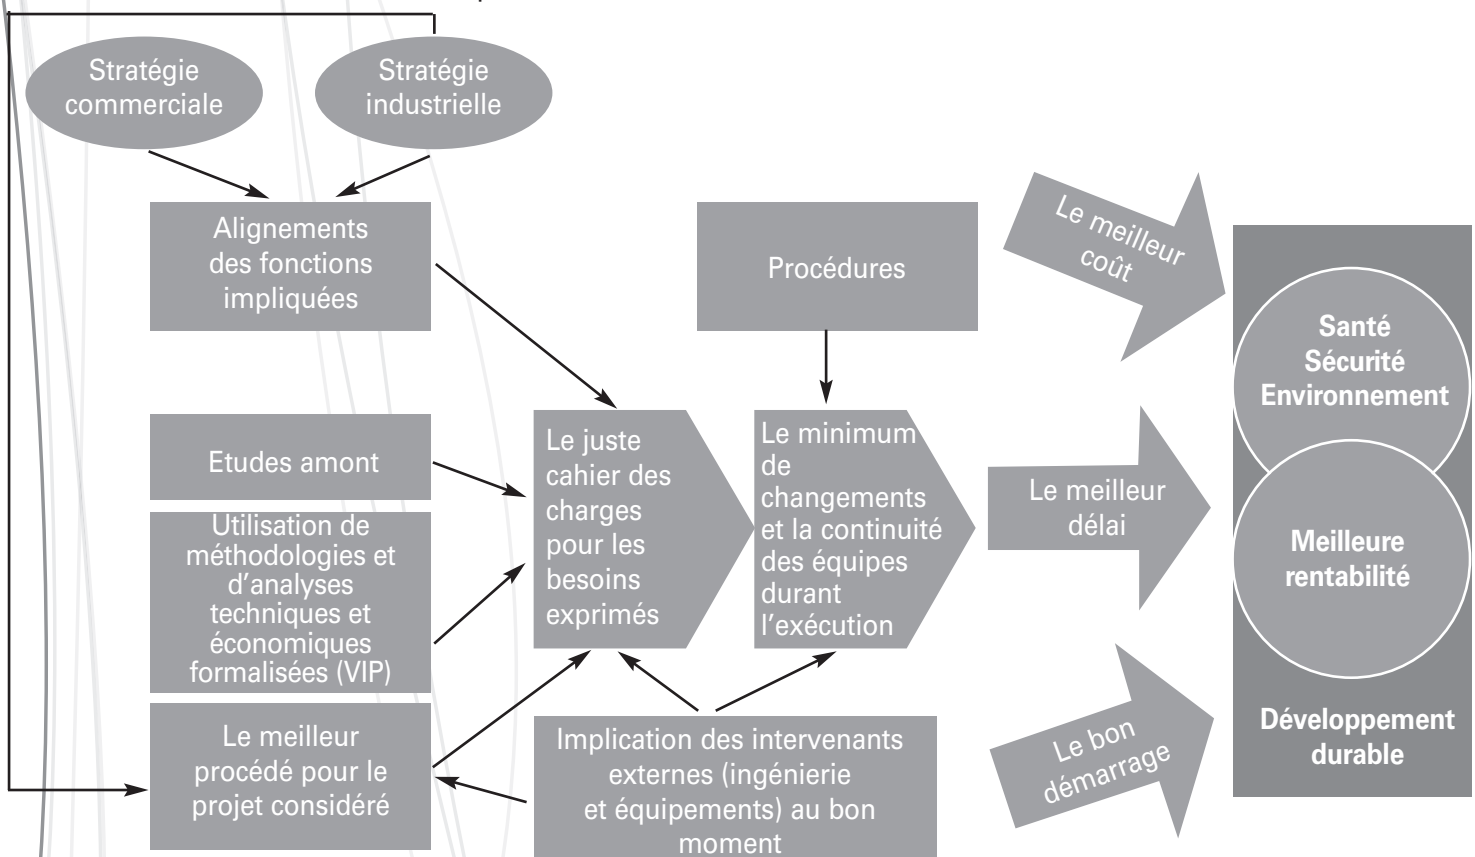 Stratégie
commerciale
Stratégie
industrielle
Alignements
des fonctions
impliquées
Procédures
Le meilleur
coût
Santé
Sécurité
Environnement
Etudes amont
Le juste
cahier des
charges
pour les
besoins
exprimés
Le minimum
de
changements
et la continuité
des équipes
durant
l'exécution
Le meilleur
délai
Meilleure
rentabilité
Utilisation de
méthodologies et
d'analyses
techniques et
économiques
formalisées (VIP)
Le meilleur
procédé pour le
projet considéré
Implication des intervenants
externes (ingénierie
et équipements) au bon
moment
Le bon
démarrage
Développement
durable